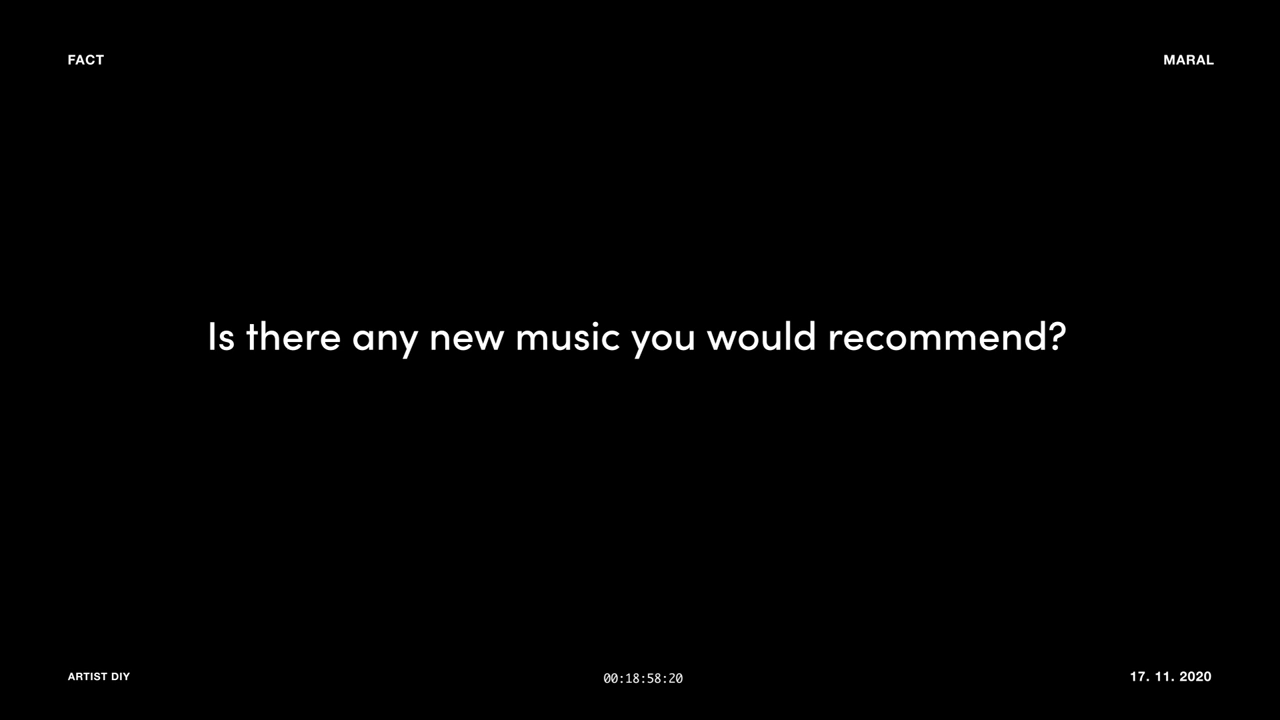 FACT
MARAL
Is there any new music you would recommend?
ARTIST DIY
00:18:58:20
17. 11. 2020